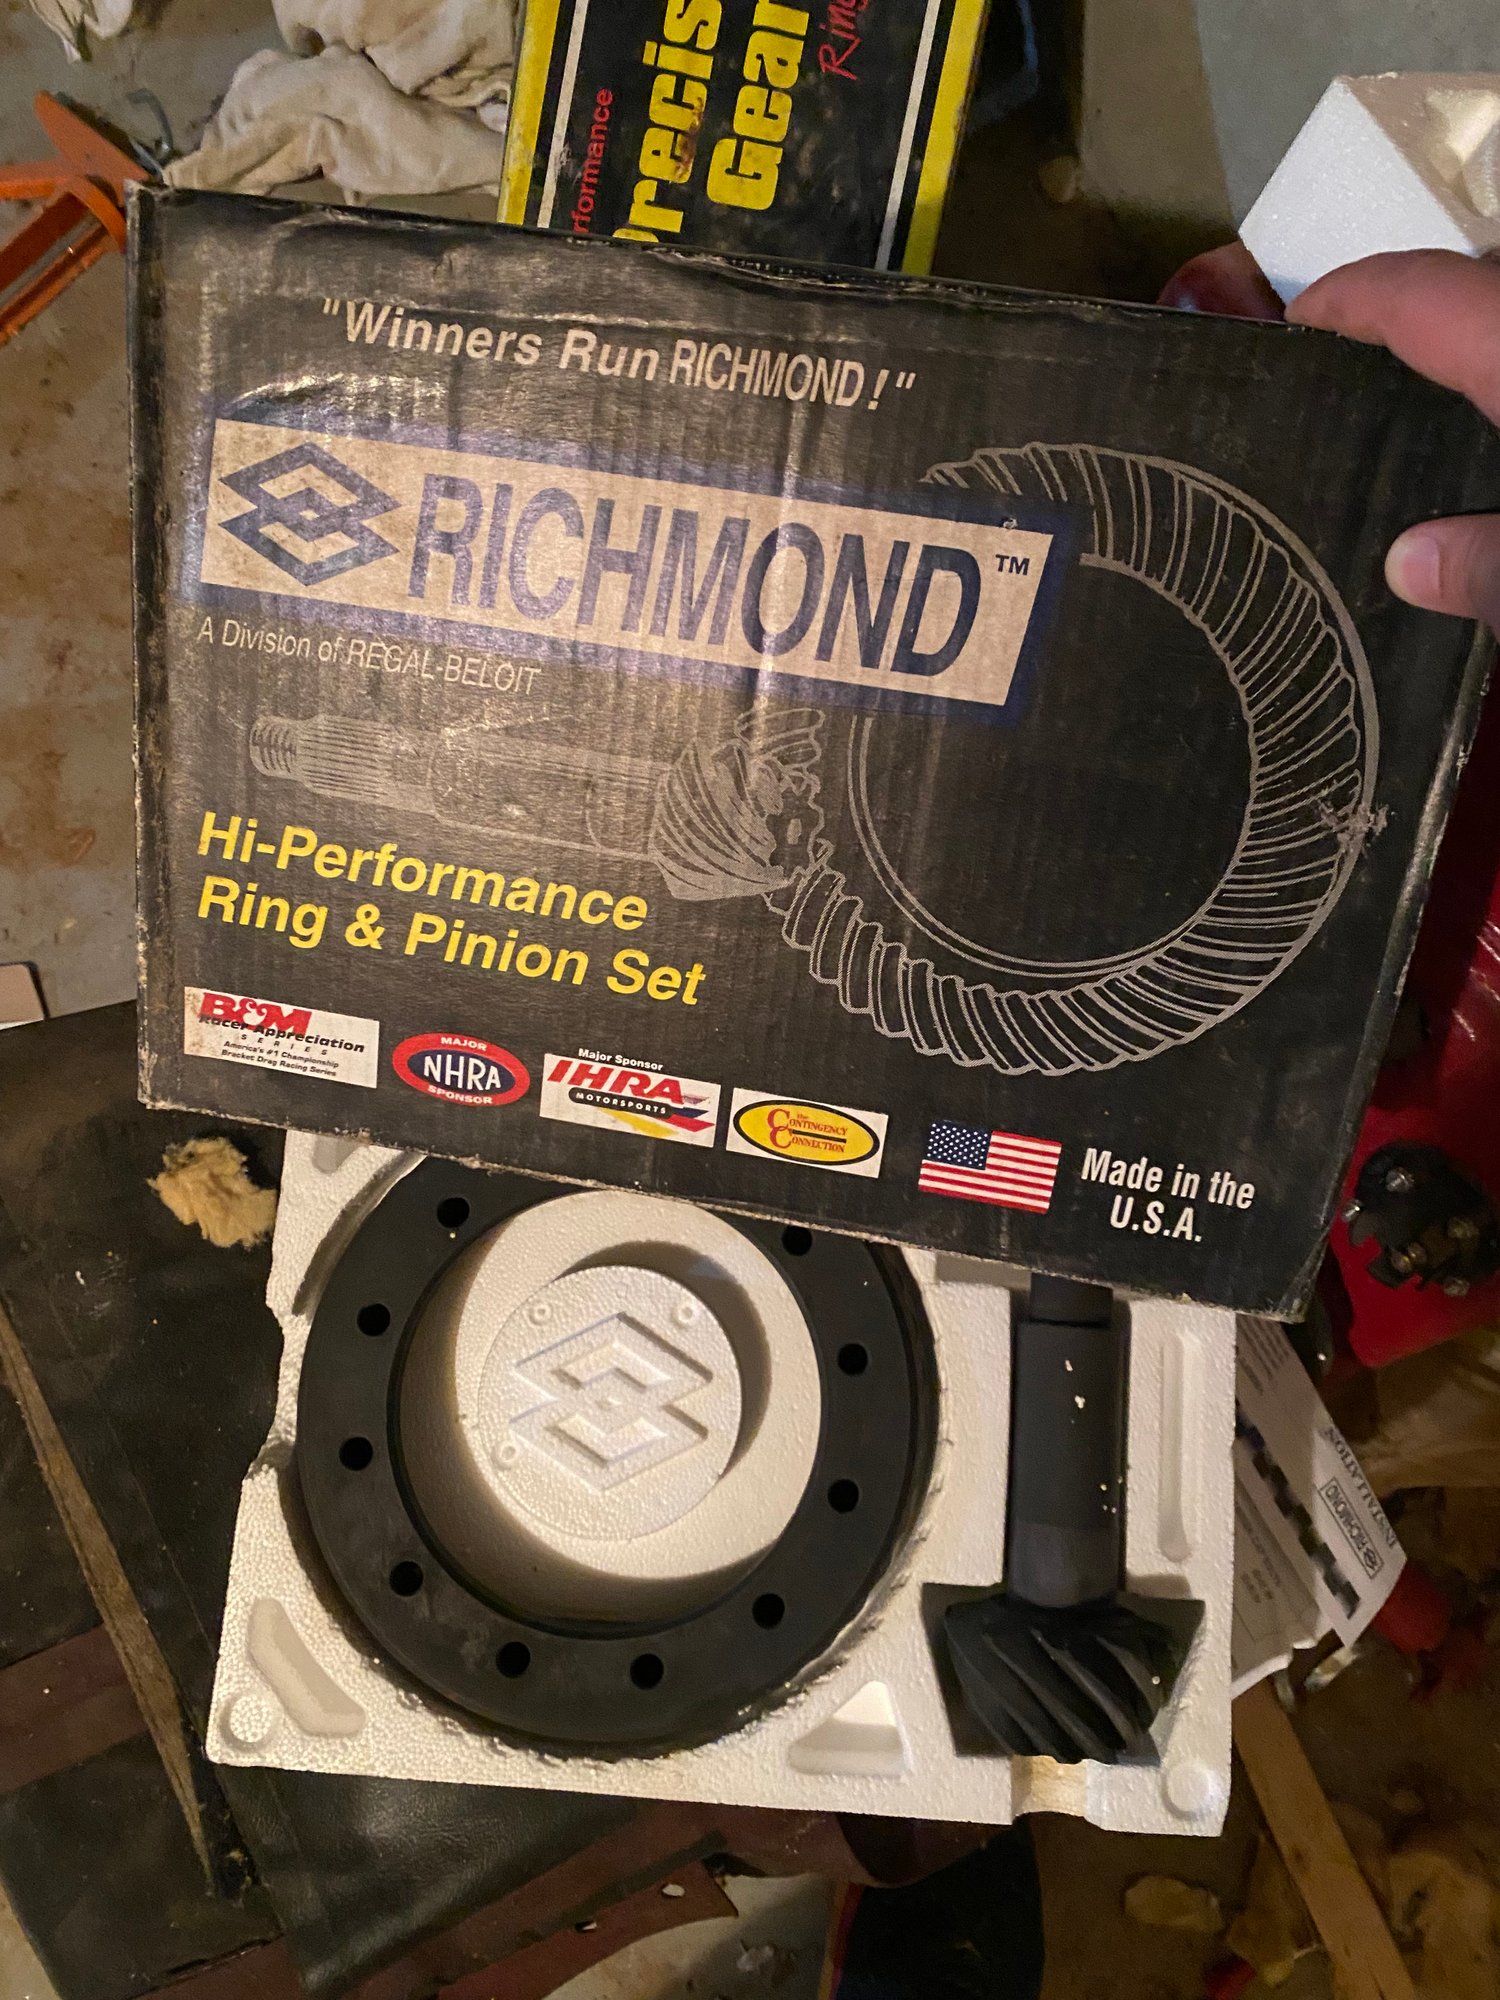 Gear
"Winners Run RICHMOND!"
RICHMOND™
A Division of REGAL-BELOIT
Hi-Performance
Ring & Pinion Set
B&M
Racer Appreciation
SERIES
America's #1 Championship
Bracket Drag Racing Series
MAJOR
NHRA
SPONSOR
Major Sponsor
IHRA
MOTORSPORTS
the
CONTINGENCY
CONNECTION
Made in the
U.S.A.
INSTALLATION
RICHMOND